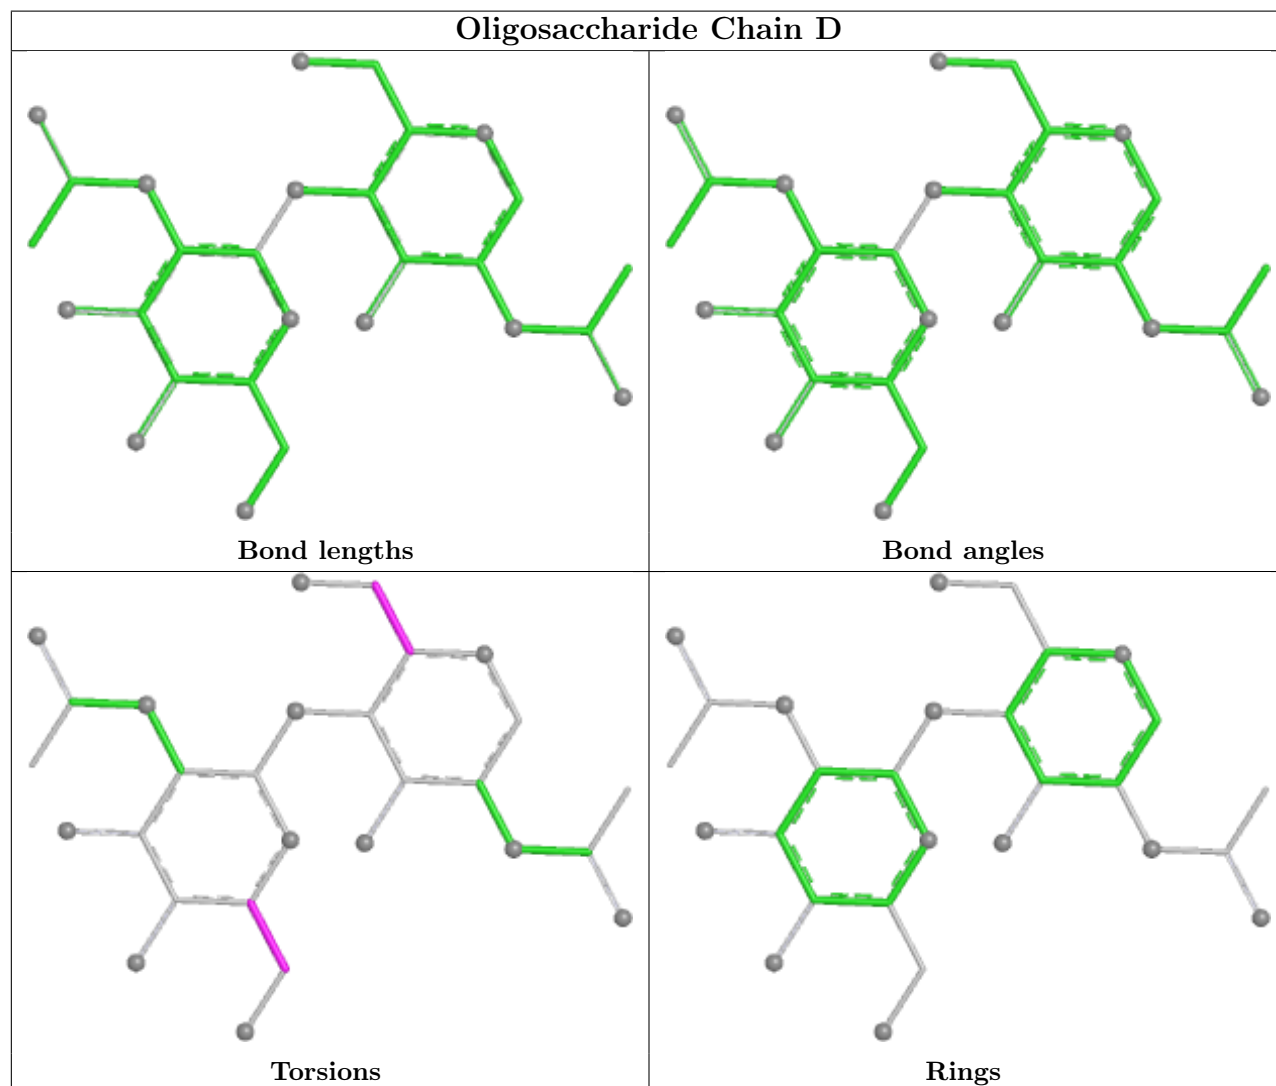 Oligosaccharide Chain D
Bond lengths
Bond angles
Torsions
Rings